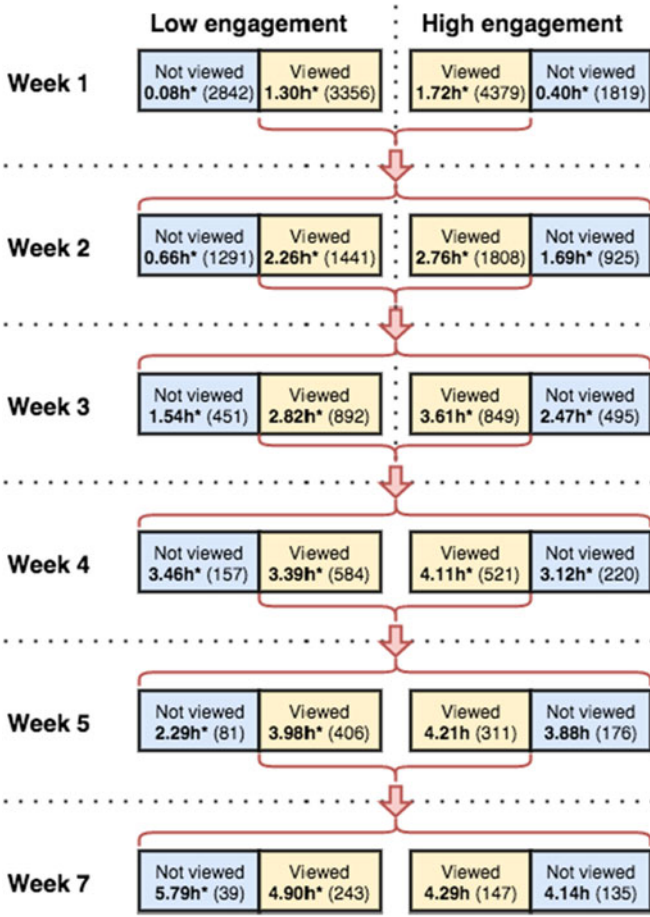 Low engagement High engagement
Week 1
Not viewed Viewed Viewed Not viewed
0.08h* (2842) 1.30h* (3356) 1.72h* (4379) 0.40h* (1819)
Week 2
Not viewed Viewed Viewed Not viewed
0.66h* (1291) 2.26h* (1441) 2.76h* (1808) 1.69h* (925)
Week 3
Not viewed Viewed Viewed Not viewed
1.54h* (451) 2.82h* (892) 3.61h* (849) 2.47h* (495)
Week 4
Not viewed Viewed Viewed Not viewed
3.46h* (157) 3.39h* (584) 4.11h* (521) 3.12h* (220)
Week 5
Not viewed Viewed Viewed Not viewed
2.29h* (81) 3.98h* (406) 4.21h (311) 3.88h (176)
Week 7
Not viewed Viewed Viewed Not viewed
5.79h* (39) 4.90h* (243) 4.29h (147) 4.14h (135)